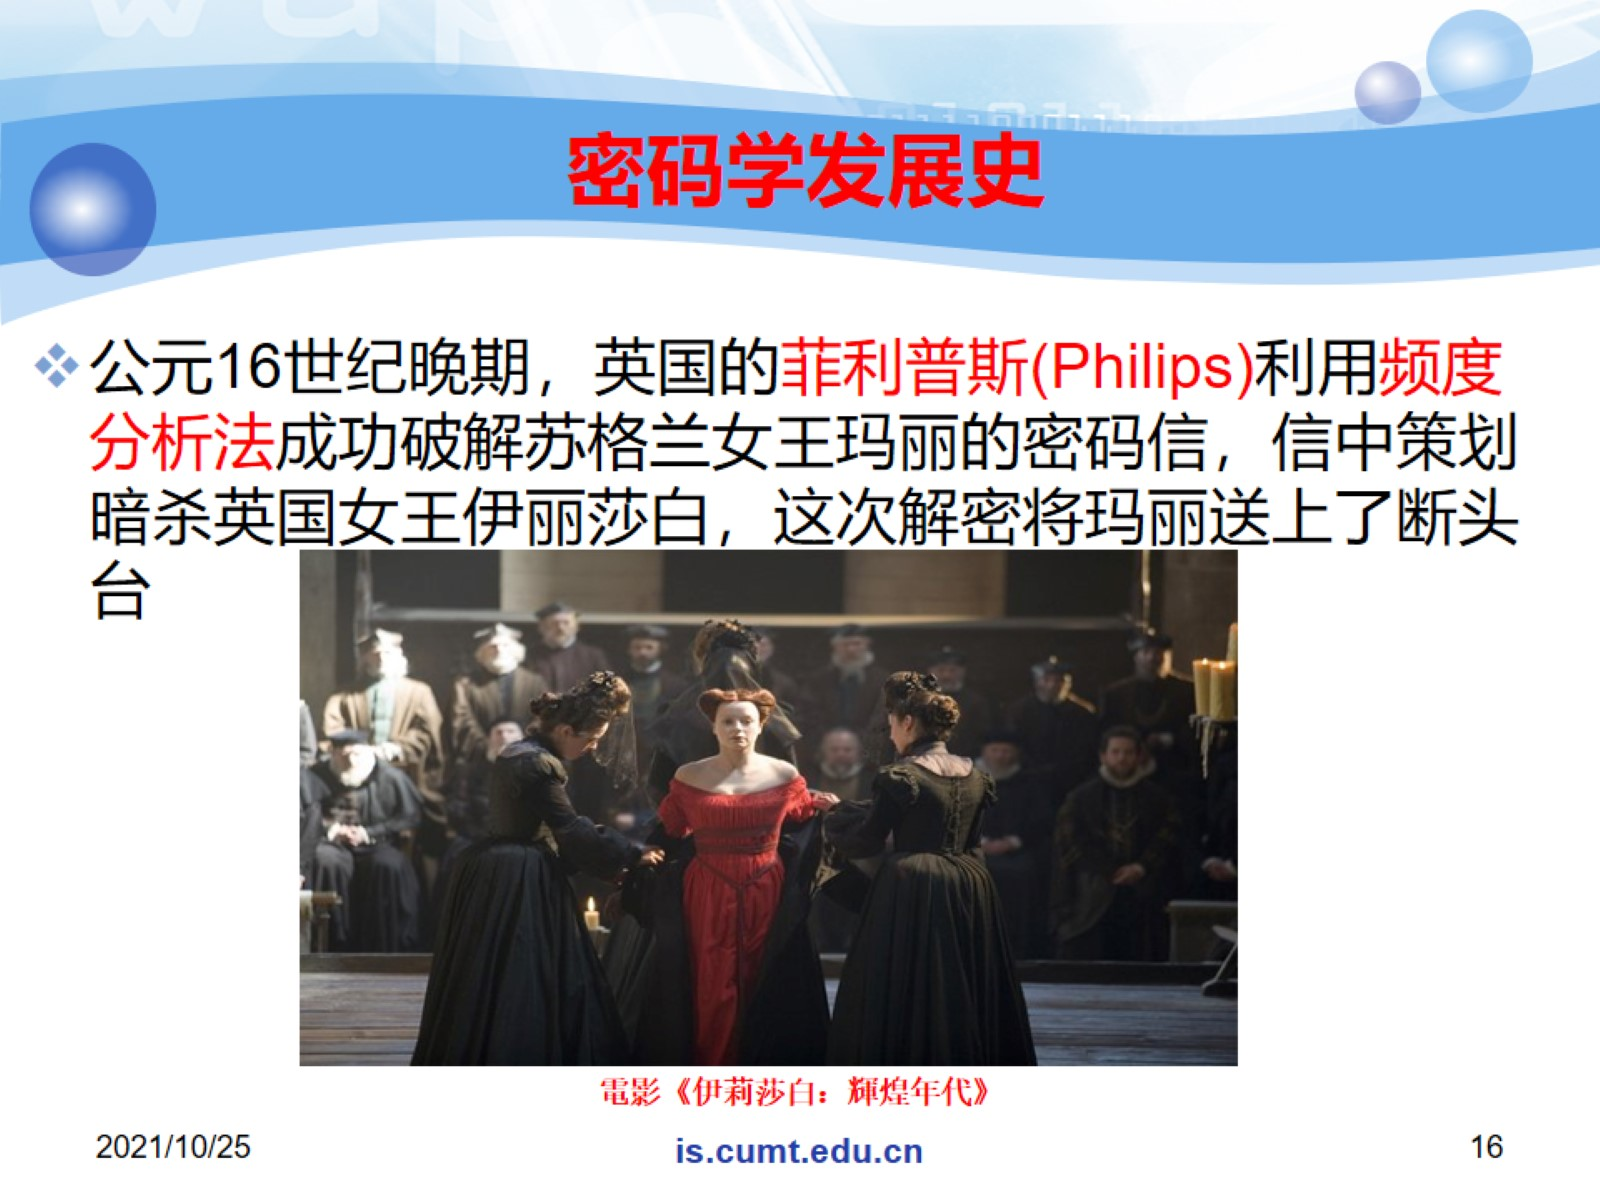 密码学发展史
公元16世纪晚期，英国的菲利普斯(Philips)利用频度
分析法成功破解苏格兰女王玛丽的密码信，信中策划
暗杀英国女王伊丽莎白，这次解密将玛丽送上了断头
台
電影《伊莉莎白：輝煌年代》
2021/10/25
is.cumt.edu.cn
16